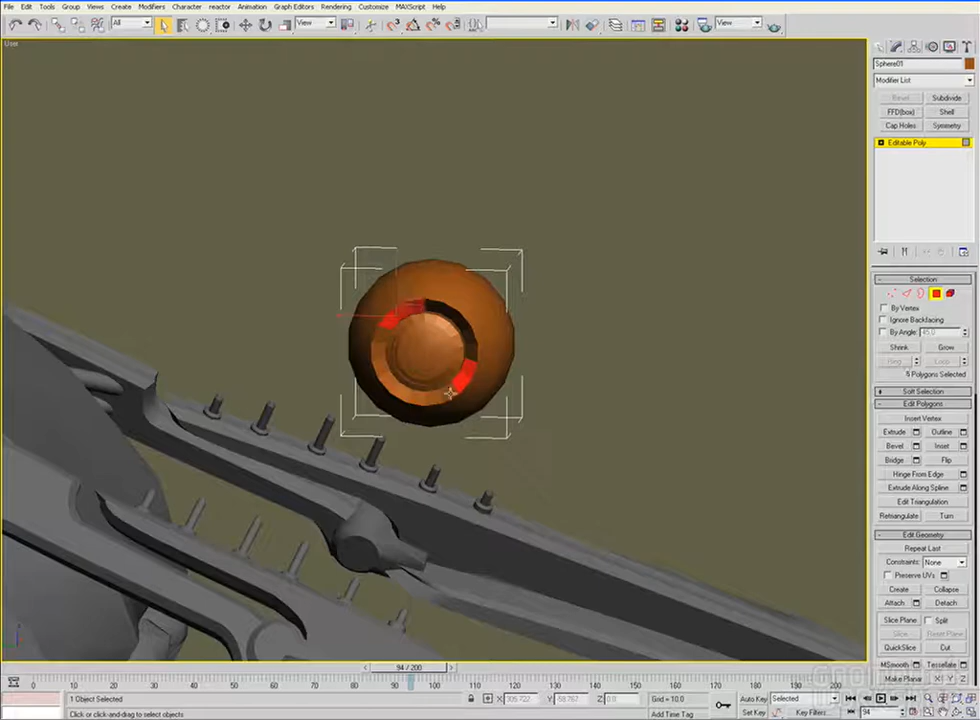 File Edit Tools Group Views Create Modifiers Character reactor Animation Graph Editors Rendering Customize MAXScript Help
All View View
Sphere01
Modifier List
Bevel Subdivide
FFD(box) Shell
Cap Holes Symmetry
Editable Poly
Selection
By Vertex
Ignore Backfacing
By Angle: 45.0
Shrink Grow
Ring Loop
Polygons Selected
Soft Selection
Edit Polygons
Insert Vertex
Extrude Outline
Bevel Inset
Bridge Flip
Hinge From Edge
Extrude Along Spline
Edit Triangulation
Retriangulate Turn
Edit Geometry
Repeat Last
Constraints: None
Preserve UVs
Create Collapse
Attach Detach
Slice Plane Split
Slice Reset Plane
QuickSlice Cut
MSmooth Tessellate
Make Planar X Y Z
94 / 200
0 10 20 30 40 50 60 70 80 90 100 110 120 130 140 150 160 170 180 190 200
1 Object Selected X: Y: Z: 0.0 Grid = 10.0 Auto Key Selected
Click or click-and-drag to select objects Add Time Tag Set Key Key Filters... 94